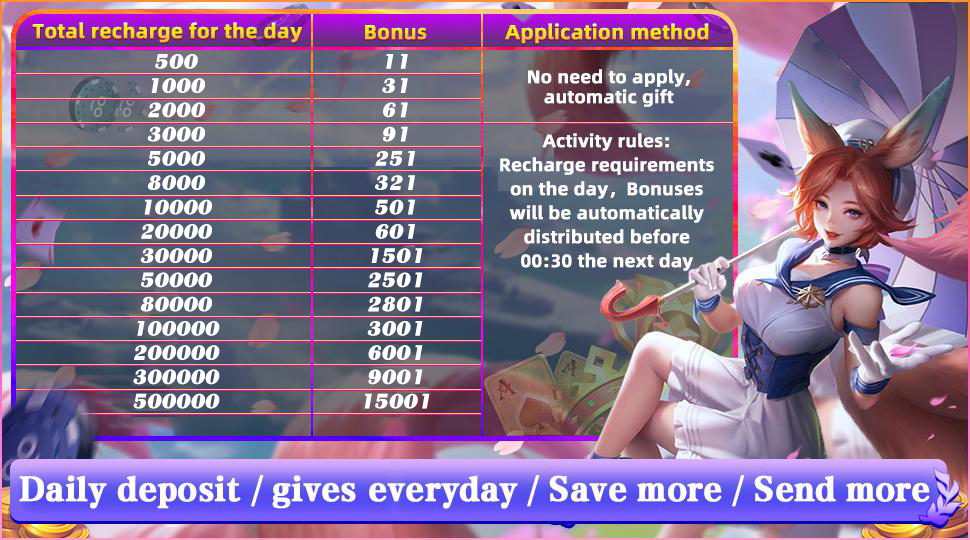 Total recharge for the day Bonus Application method
500 11
1000 31
2000 61
3000 91
5000 251
8000 321
10000 501
20000 601
30000 1501
50000 2501
80000 2801
100000 3001
200000 6001
300000 9001
500000 15001
No need to apply,
automatic gift
Activity rules:
Recharge requirements
on the day, Bonuses
will be automatically
distributed before
00:30 the next day
A
A
Daily deposit / gives everyday / Save more / Send more